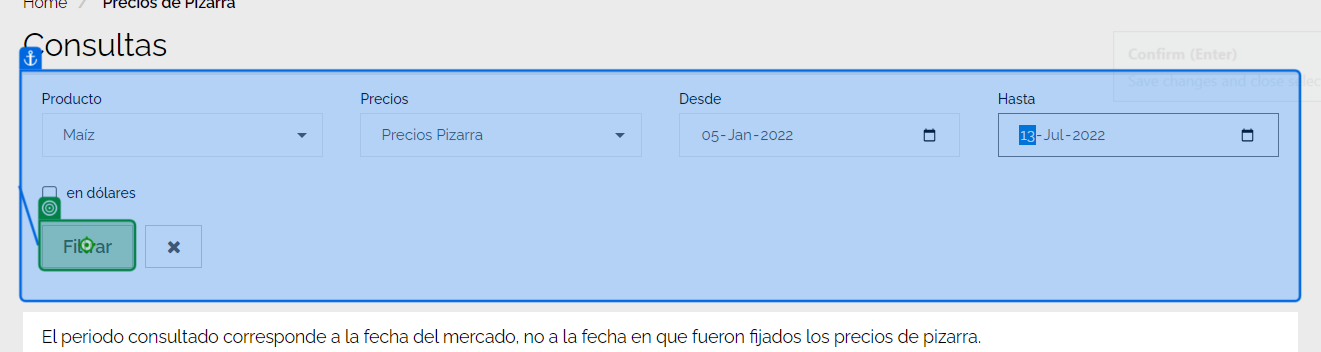 Home / Precios de Pizarra
Consultas
Confirm (Enter)
Save changes and close selec
Producto Precios Desde Hasta
Maíz Precios Pizarra 05-Jan-2022 13-Jul-2022
en dólares
Filtrar ✖
El periodo consultado corresponde a la fecha del mercado, no a la fecha en que fueron fijados los precios de pizarra.